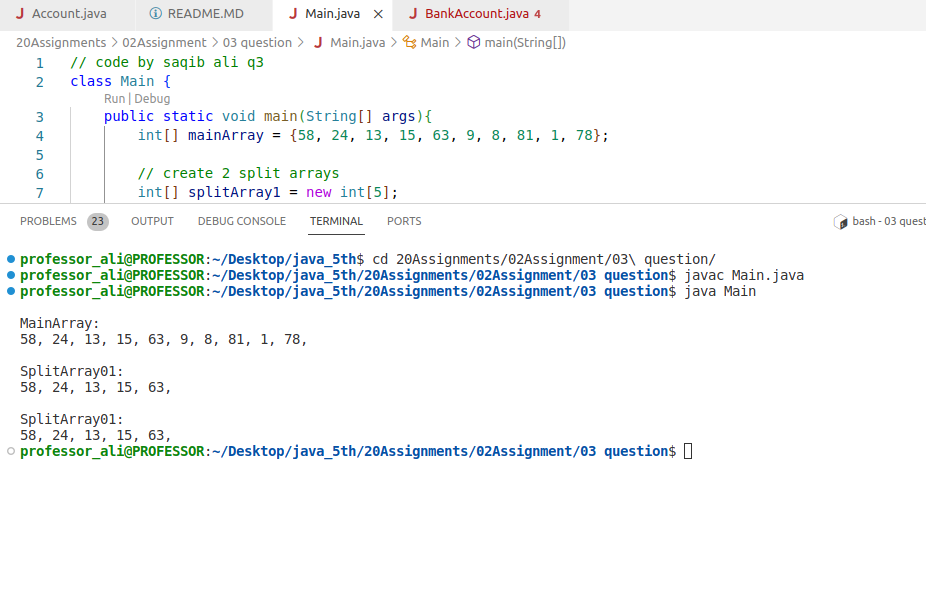 J Account.java README.MD J Main.java × J BankAccount.java 4
20Assignments > 02Assignment > 03 question > J Main.java > Main > main(String[])
1 // code by saqib ali q3
2 class Main {
Run | Debug
3 public static void main(String[] args){
4 int[] mainArray = {58, 24, 13, 15, 63, 9, 8, 81, 1, 78};
5
6 // create 2 split arrays
7 int[] splitArray1 = new int[5];
PROBLEMS 23 OUTPUT DEBUG CONSOLE TERMINAL PORTS bash - 03 quest
professor_ali@PROFESSOR:~/Desktop/java_5th$ cd 20Assignments/02Assignment/03\ question/
professor_ali@PROFESSOR:~/Desktop/java_5th/20Assignments/02Assignment/03 question$ javac Main.java
professor_ali@PROFESSOR:~/Desktop/java_5th/20Assignments/02Assignment/03 question$ java Main
MainArray:
58, 24, 13, 15, 63, 9, 8, 81, 1, 78,
SplitArray01:
58, 24, 13, 15, 63,
SplitArray01:
58, 24, 13, 15, 63,
professor_ali@PROFESSOR:~/Desktop/java_5th/20Assignments/02Assignment/03 question$